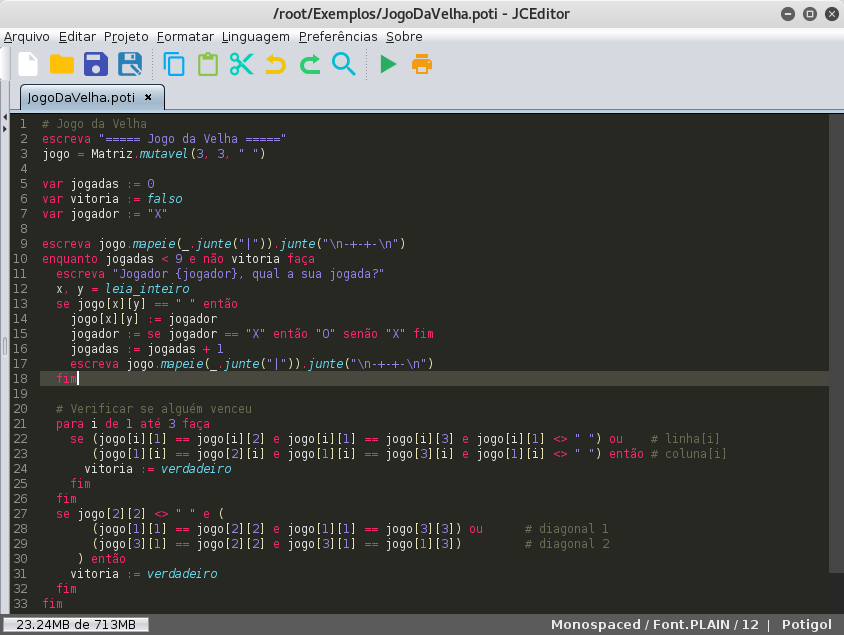 /root/Exemplos/JogoDaVelha.poti - JCEditor
Arquivo Editar Projeto Formatar Linguagem Preferências Sobre
JogoDaVelha.poti ×
1 # Jogo da Velha
2 escreva "===== Jogo da Velha ====="
3 jogo = Matriz.mutavel(3, 3, " ")
4
5 var jogadas := 0
6 var vitoria := falso
7 var jogador := "X"
8
9 escreva jogo.mapeie(_.junte("|")).junte("\n-+-+-\n")
10 enquanto jogadas < 9 e não vitoria faça
11   escreva "Jogador {jogador}, qual a sua jogada?"
12   x, y = leia_inteiro
13   se jogo[x][y] == " " então
14     jogo[x][y] := jogador
15     jogador := se jogador == "X" então "O" senão "X" fim
16     jogadas := jogadas + 1
17     escreva jogo.mapeie(_.junte("|")).junte("\n-+-+-\n")
18   fim
19
20   # Verificar se alguém venceu
21   para i de 1 até 3 faça
22     se (jogo[i][1] == jogo[i][2] e jogo[i][1] == jogo[i][3] e jogo[i][1] <> " ") ou    # linha[i]
23        (jogo[1][i] == jogo[2][i] e jogo[1][i] == jogo[3][i] e jogo[1][i] <> " ") então # coluna[i]
24       vitoria := verdadeiro
25     fim
26   fim
27   se jogo[2][2] <> " " e (
28        (jogo[1][1] == jogo[2][2] e jogo[1][1] == jogo[3][3]) ou      # diagonal 1
29        (jogo[3][1] == jogo[2][2] e jogo[3][1] == jogo[1][3])         # diagonal 2
30      ) então
31     vitoria := verdadeiro
32   fim
33 fim
23.24MB de 713MB Monospaced / Font.PLAIN / 12 | Potigol